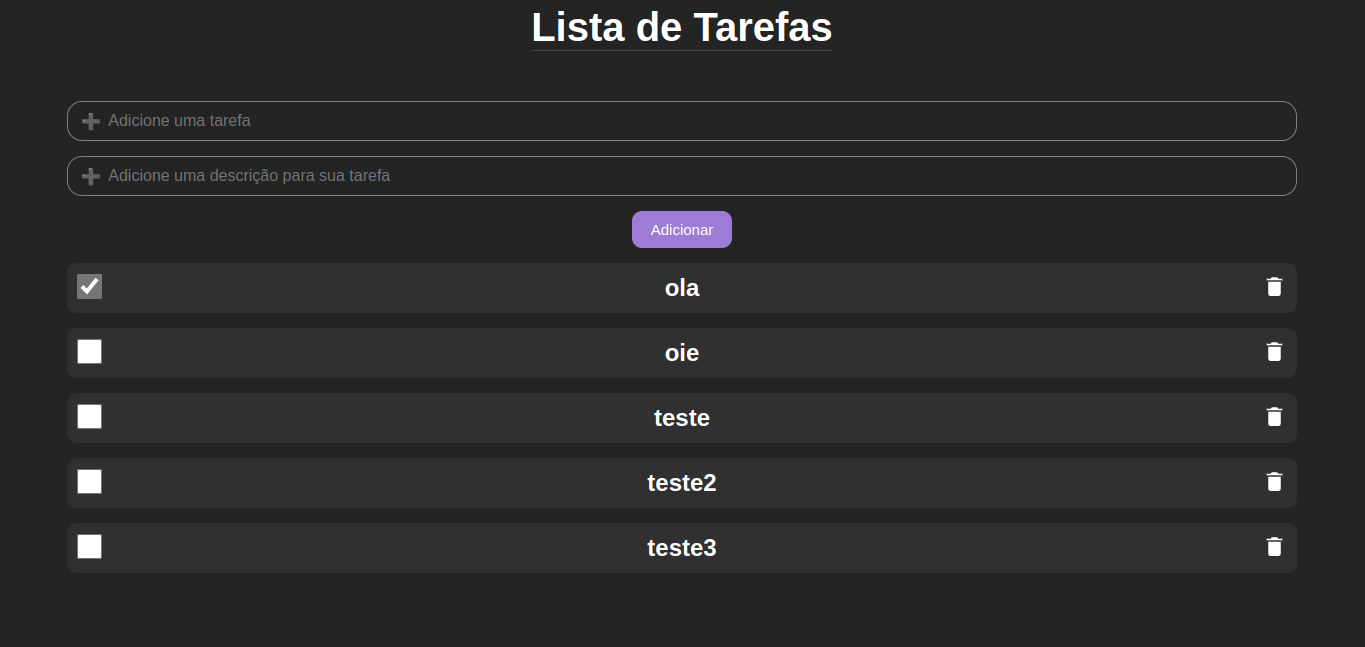 Lista de Tarefas
➕ Adicione uma tarefa
➕ Adicione uma descrição para sua tarefa
Adicionar
ola
oie
teste
teste2
teste3